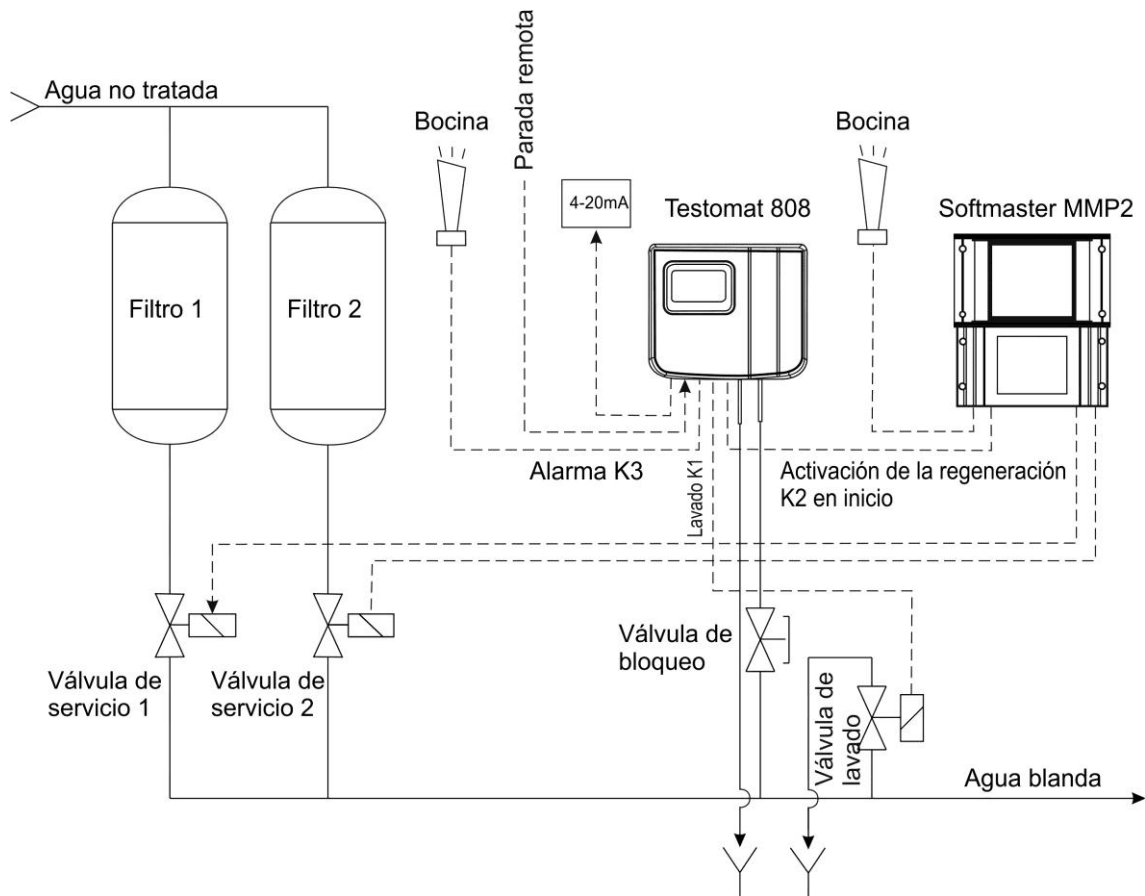 Agua no tratada
Bocina
Parada remota
4-20mA
Testomat 808
Bocina
Softmaster MMP2
Filtro 1
Filtro 2
Alarma K3
Lavado K1
Activación de la regeneración
K2 en inicio
Válvula de
servicio 1
Válvula de
servicio 2
Válvula de
bloqueo
Válvula de
lavado
Agua blanda